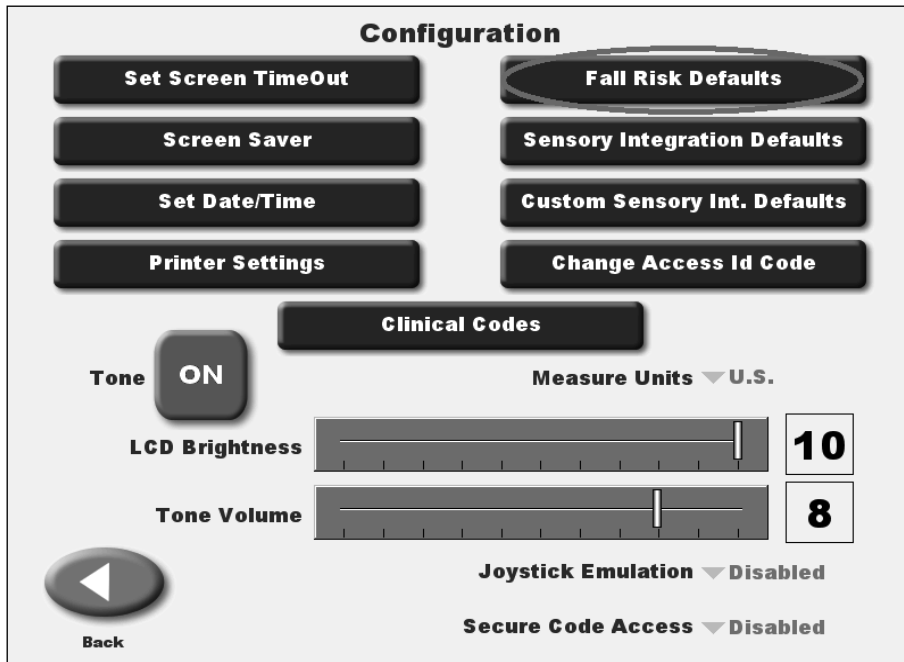 Configuration
Set Screen TimeOut
Fall Risk Defaults
Screen Saver
Sensory Integration Defaults
Set Date/Time
Custom Sensory Int. Defaults
Printer Settings
Change Access Id Code
Clinical Codes
Tone ON
Measure Units U.S.
LCD Brightness 10
Tone Volume 8
Joystick Emulation Disabled
Back
Secure Code Access Disabled